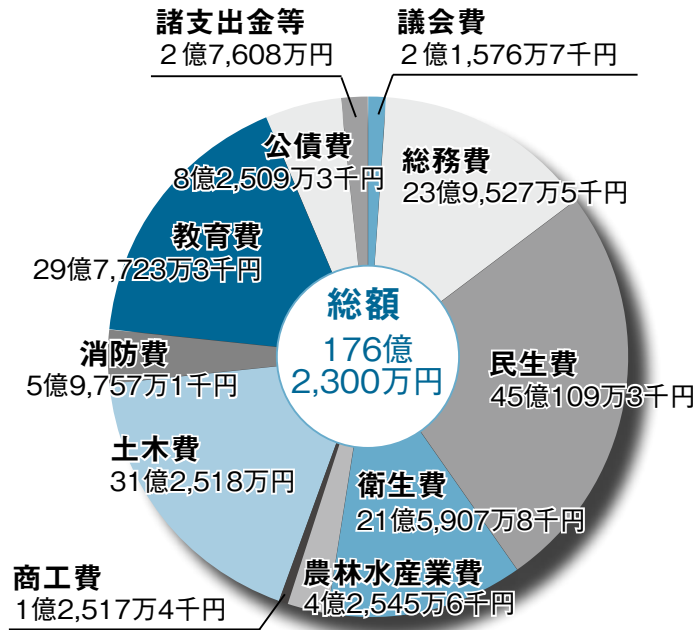 諸支出金等
2億7,608万円
議会費
2億1,576万7千円
公債費
8億2,509万3千円
総務費
23億9,527万5千円
教育費
29億7,723万3千円
総額
176億
2,300万円
消防費
5億9,757万1千円
民生費
45億109万3千円
土木費
31億2,518万円
衛生費
21億5,907万8千円
農林水産業費
4億2,545万6千円
商工費
1億2,517万4千円